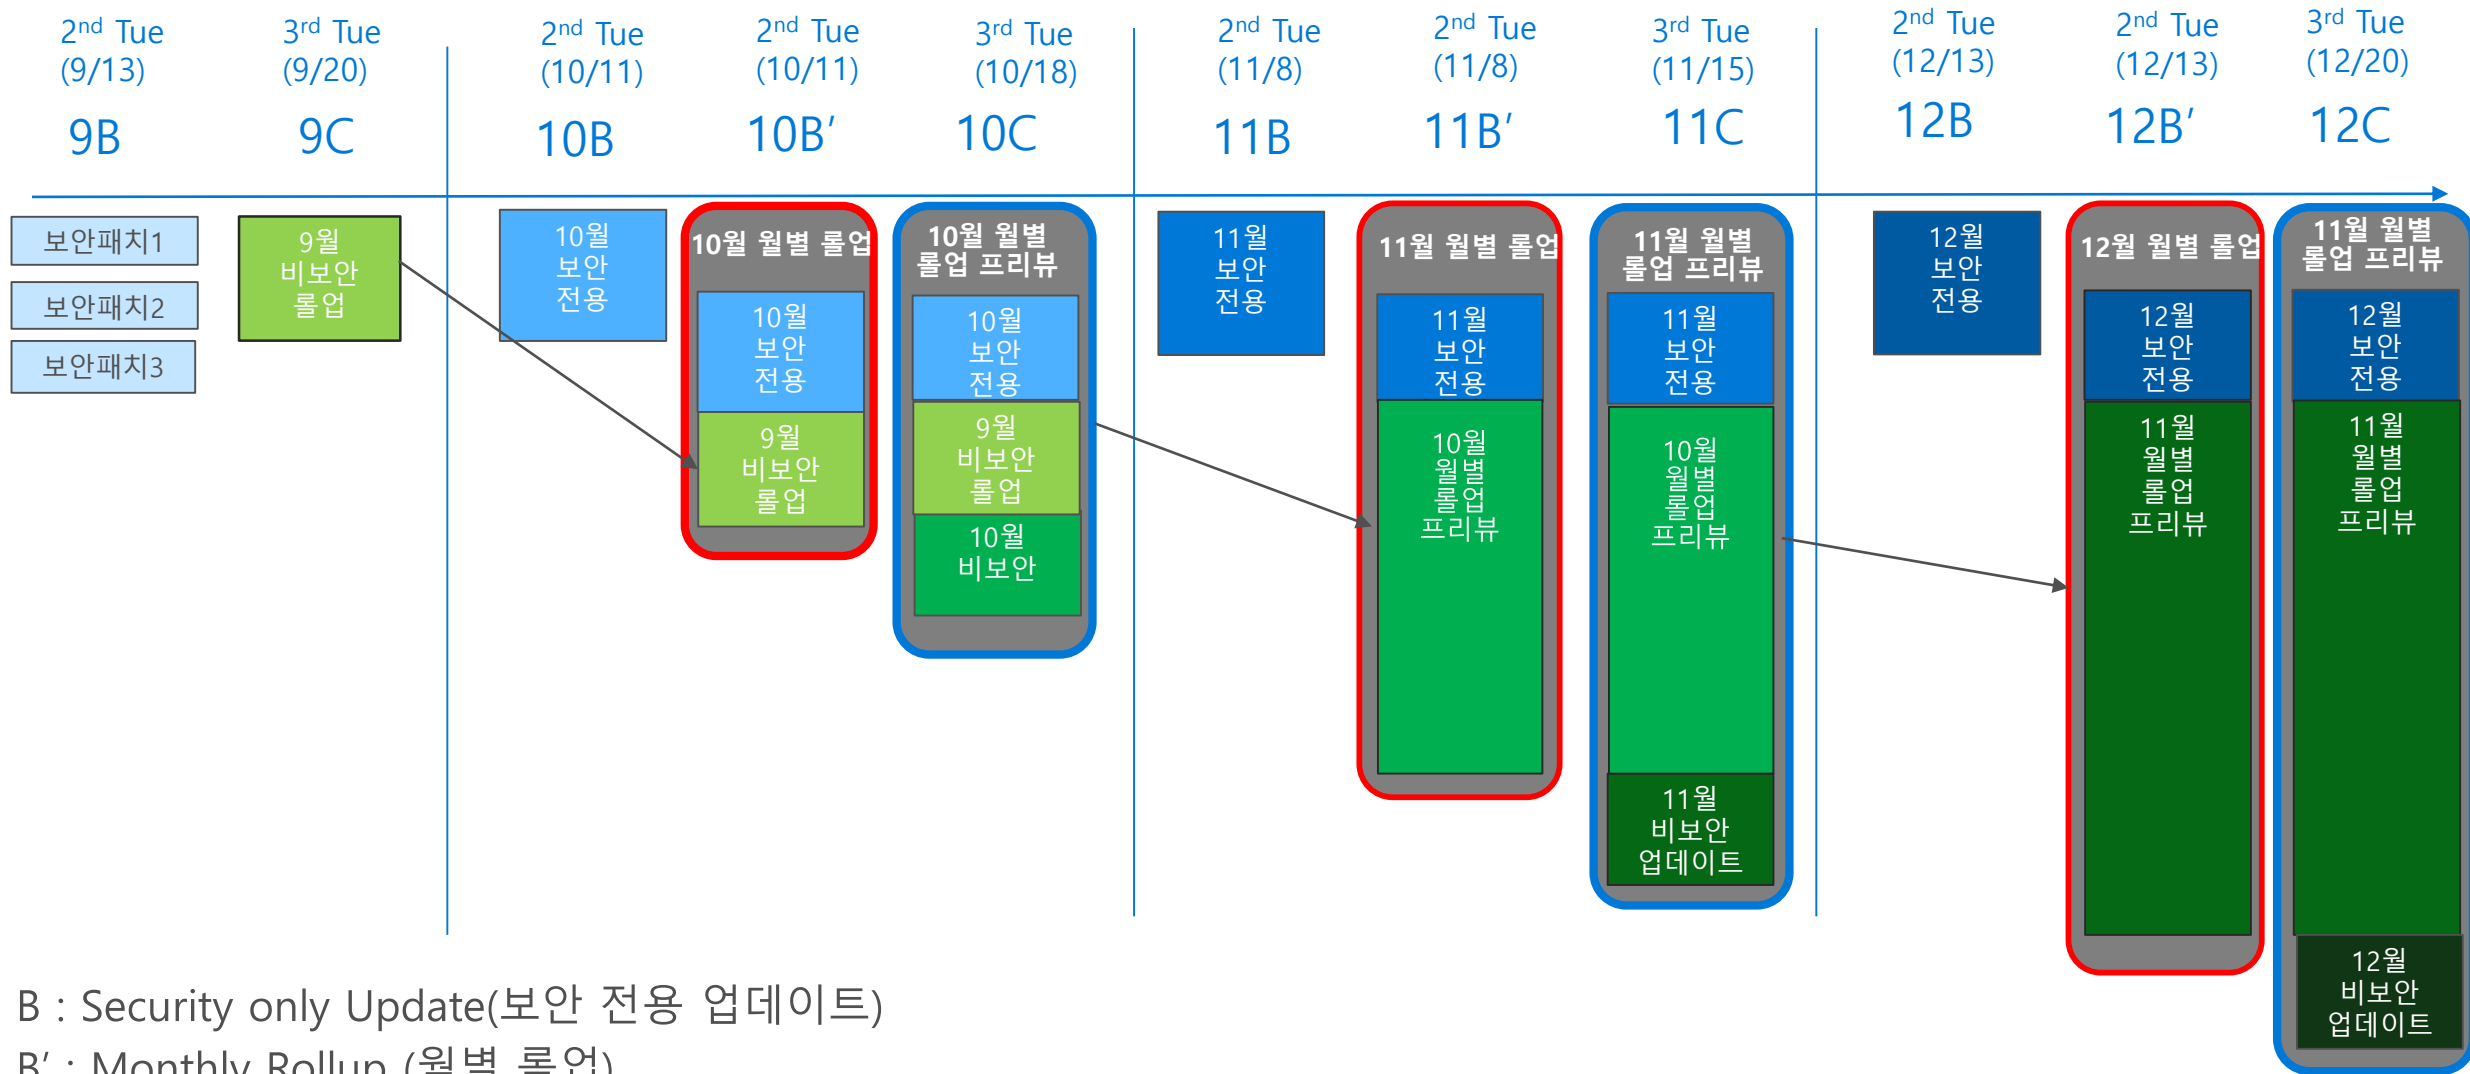 2nd Tue
(9/13)
9B
3rd Tue
(9/20)
9C
2nd Tue
(10/11)
10B
2nd Tue
(10/11)
10B′
3rd Tue
(10/18)
10C
2nd Tue
(11/8)
11B
2nd Tue
(11/8)
11B′
3rd Tue
(11/15)
11C
2nd Tue
(12/13)
12B
2nd Tue
(12/13)
12B′
3rd Tue
(12/20)
12C
보안패치1
보안패치2
보안패치3
9월
비보안
롤업
10월
보안
전용
10월 월별 롤업
10월
보안
전용
9월
비보안
롤업
10월 월별
롤업 프리뷰
10월
보안
전용
9월
비보안
롤업
10월
비보안
11월
보안
전용
11월 월별 롤업
11월
보안
전용
10월
월별
롤업
프리뷰
11월 월별
롤업 프리뷰
11월
보안
전용
10월
월별
롤업
프리뷰
11월
비보안
업데이트
12월
보안
전용
12월 월별 롤업
12월
보안
전용
11월
월별
롤업
프리뷰
11월 월별
롤업 프리뷰
12월
보안
전용
11월
월별
롤업
프리뷰
12월
비보안
업데이트
B : Security only Update(보안 전용 업데이트)
B′ : Monthly Rollup (월별 롤업)